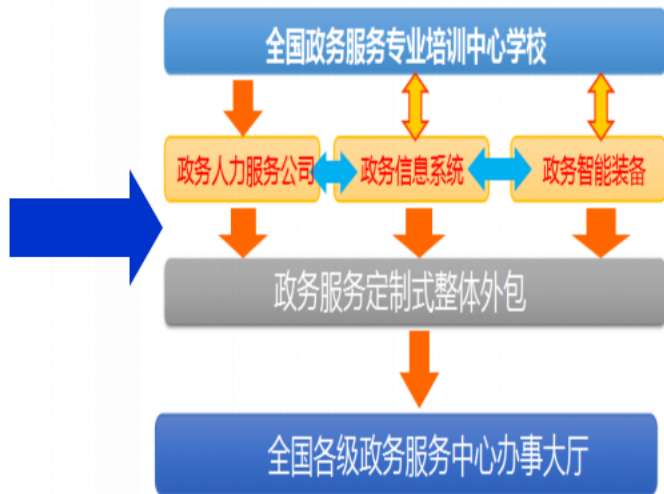 全国政务服务专业培训中心学校
政务人力服务公司
政务信息系统
政务智能装备
政务服务定制式整体外包
全国各级政务服务中心办事大厅